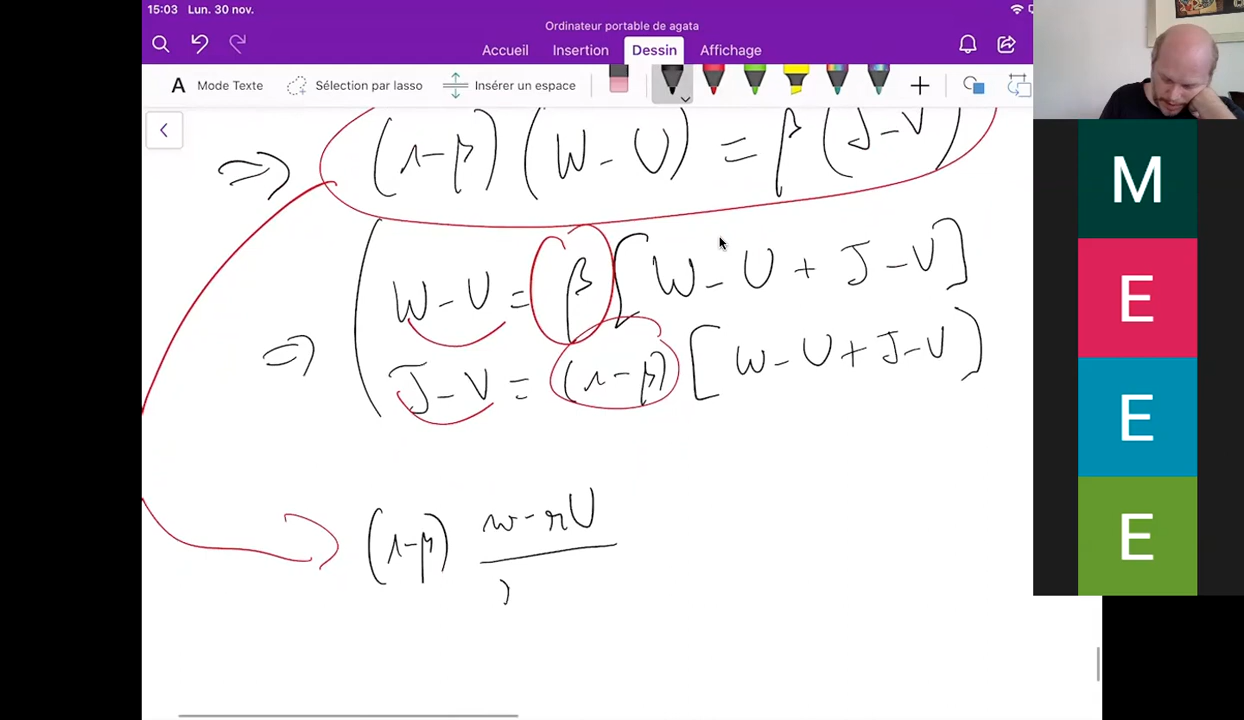 15:03 Lun. 30 nov.
Ordinateur portable de agata
Accueil Insertion Dessin Affichage
A Mode Texte Sélection par lasso Insérer un espace
⇒ (1-β) (W-U) = β (J-V)
W-U = β [W-U+J-V]
⇒
J-V = (1-β) [W-U+J-V]
(1-β) w-rU
M
E
E
E